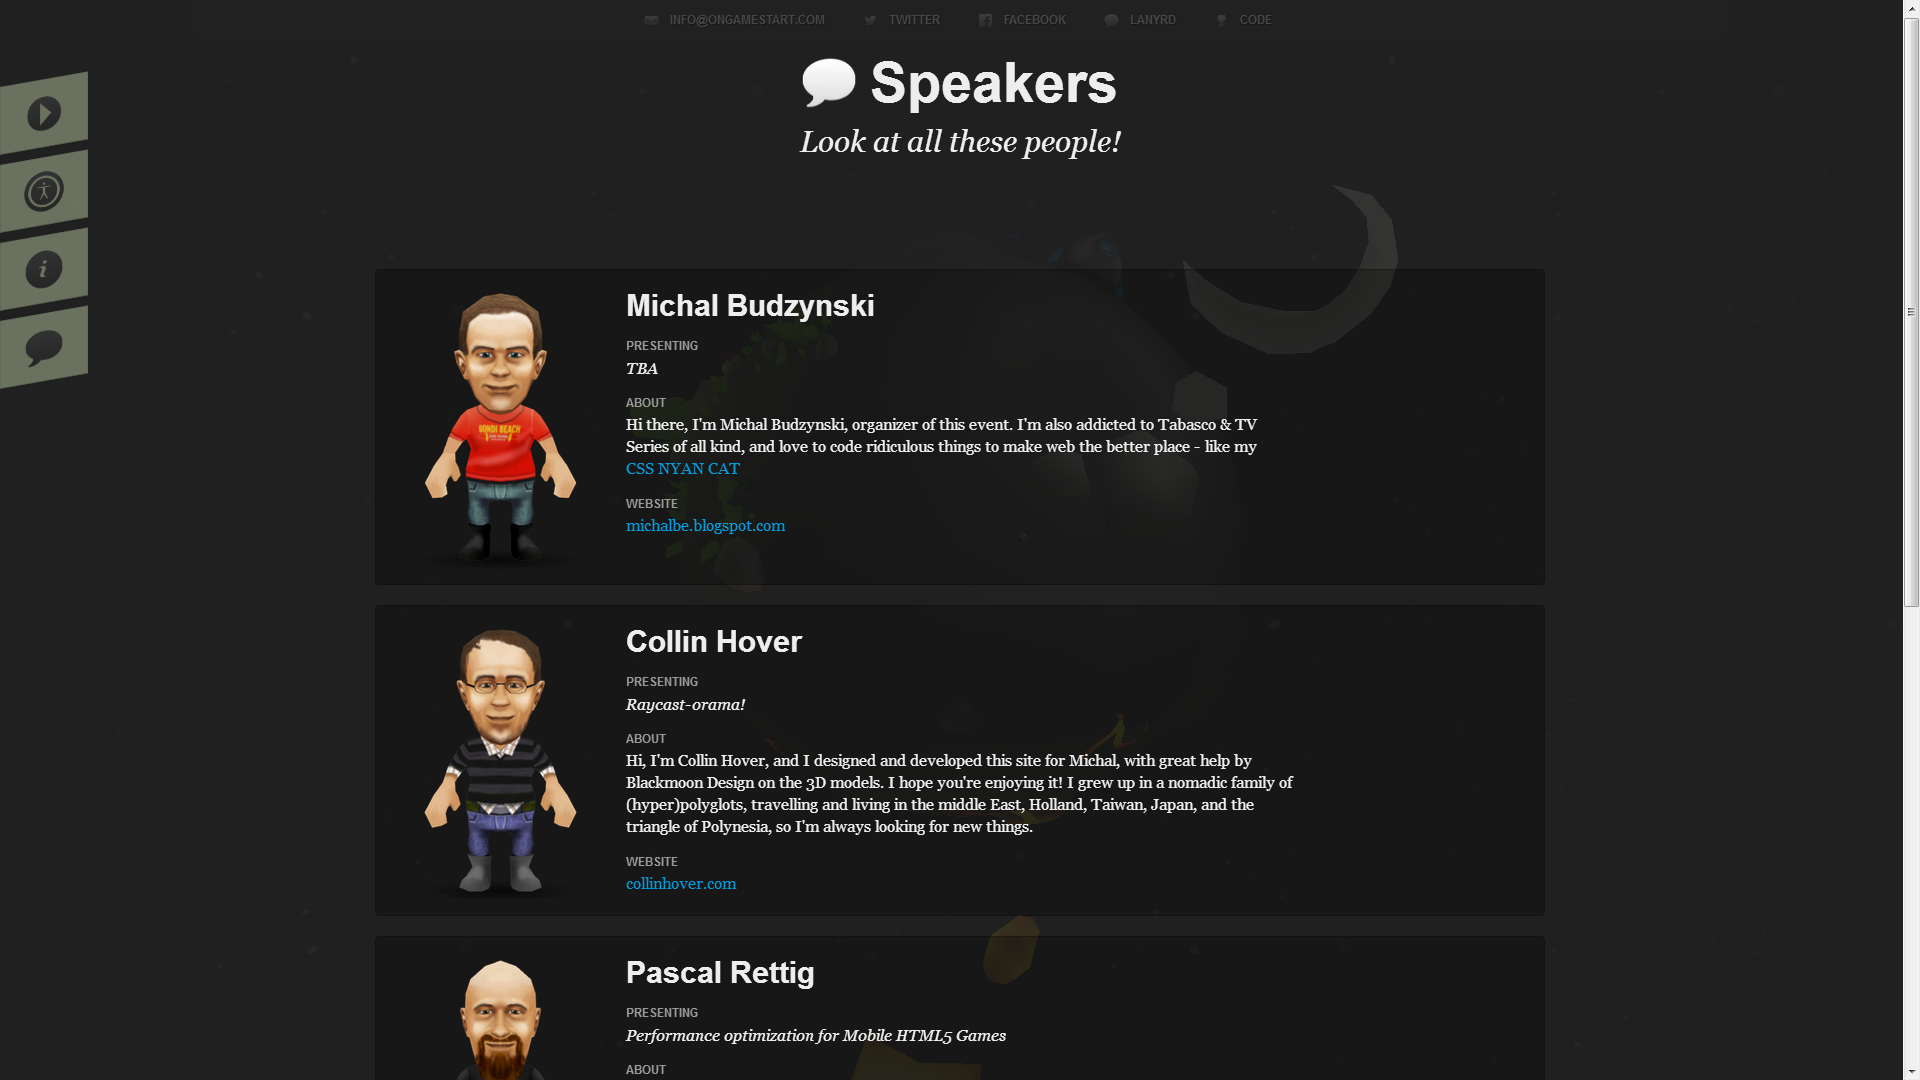 INFO@ONGAMESTART.COM TWITTER FACEBOOK LANYRD CODE
Speakers
Look at all these people!
Michal Budzynski
PRESENTING
TBA
ABOUT
Hi there, I'm Michal Budzynski, organizer of this event. I'm also addicted to Tabasco & TV
Series of all kind, and love to code ridiculous things to make web the better place - like my
CSS NYAN CAT
WEBSITE
michalbe.blogspot.com
BONDI BEACH
Collin Hover
PRESENTING
Raycast-orama!
ABOUT
Hi, I'm Collin Hover, and I designed and developed this site for Michal, with great help by
Blackmoon Design on the 3D models. I hope you're enjoying it! I grew up in a nomadic family of
(hyper)polyglots, travelling and living in the middle East, Holland, Taiwan, Japan, and the
triangle of Polynesia, so I'm always looking for new things.
WEBSITE
collinhover.com
Pascal Rettig
PRESENTING
Performance optimization for Mobile HTML5 Games
ABOUT